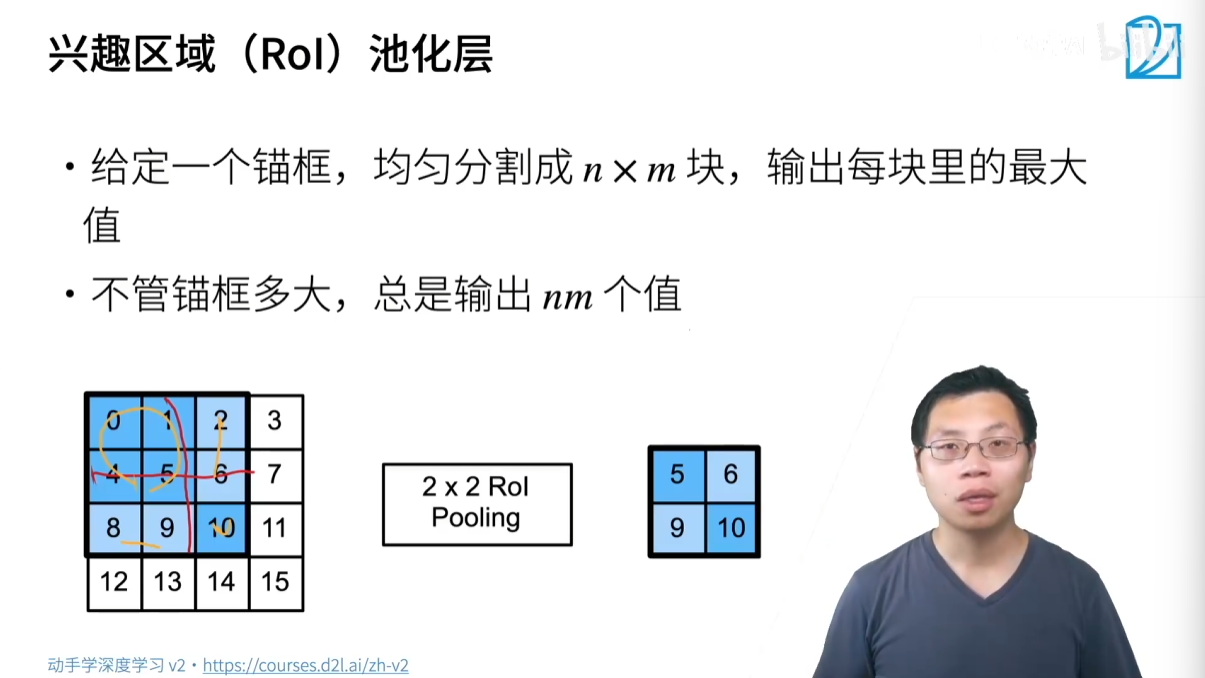 兴趣区域（RoI）池化层
bilibili
• 给定一个锚框，均匀分割成 n × m 块，输出每块里的最大
值
• 不管锚框多大，总是输出 nm 个值
0 1 2 3
4 5 6 7
8 9 10 11
12 13 14 15
2 x 2 RoI
Pooling
5 6
9 10
动手学深度学习 v2 • https://courses.d2l.ai/zh-v2